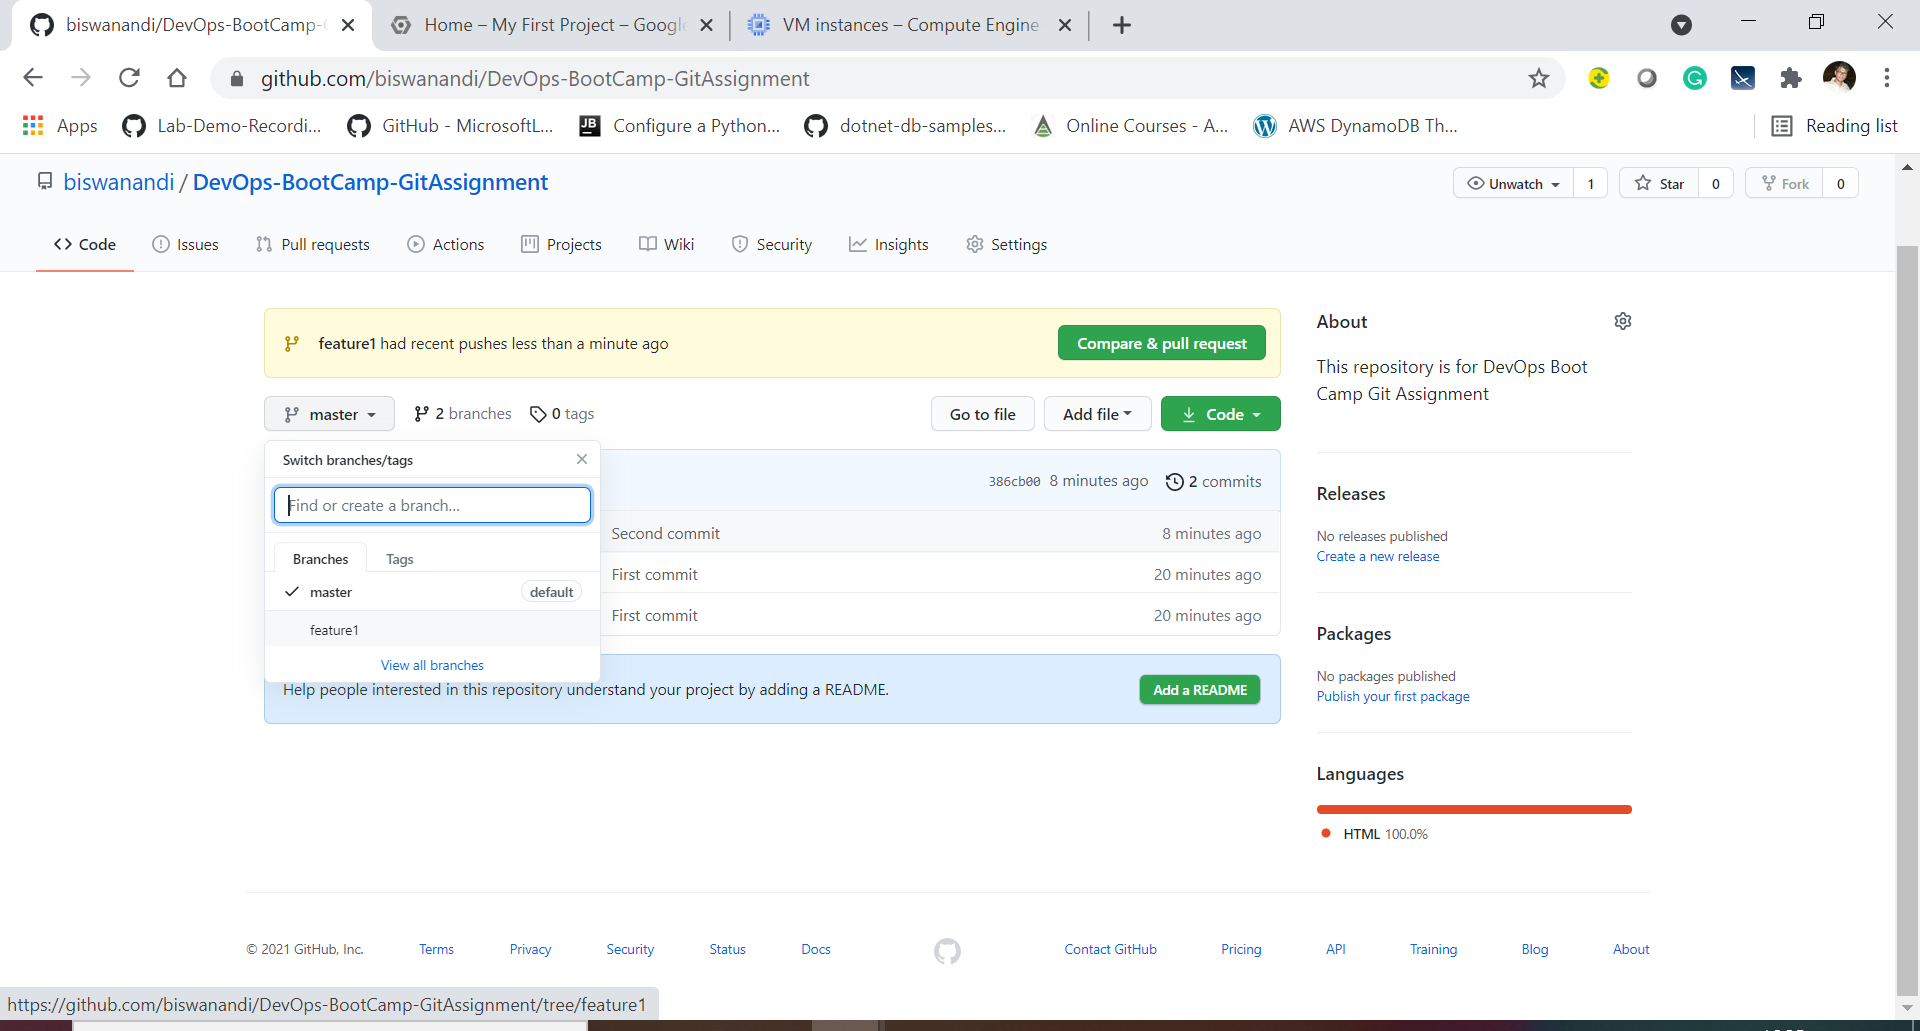 biswanandi/DevOps-BootCamp-
Home – My First Project – Google
VM instances – Compute Engine
github.com/biswanandi/DevOps-BootCamp-GitAssignment
Apps
Lab-Demo-Recordi...
GitHub - MicrosoftL...
JB
Configure a Python...
dotnet-db-samples...
Online Courses - A...
AWS DynamoDB Th...
Reading list
biswanandi / DevOps-BootCamp-GitAssignment
Unwatch 1
Star 0
Fork 0
Code
Issues
Pull requests
Actions
Projects
Wiki
Security
Insights
Settings
feature1 had recent pushes less than a minute ago
Compare & pull request
master
2 branches
0 tags
Go to file
Add file
Code
Switch branches/tags
Find or create a branch...
Branches
Tags
master
default
feature1
View all branches
386cb00 8 minutes ago
2 commits
Second commit
8 minutes ago
First commit
20 minutes ago
First commit
20 minutes ago
Help people interested in this repository understand your project by adding a README.
Add a README
About
This repository is for DevOps Boot
Camp Git Assignment
Releases
No releases published
Create a new release
Packages
No packages published
Publish your first package
Languages
HTML 100.0%
© 2021 GitHub, Inc.
Terms
Privacy
Security
Status
Docs
Contact GitHub
Pricing
API
Training
Blog
About
https://github.com/biswanandi/DevOps-BootCamp-GitAssignment/tree/feature1